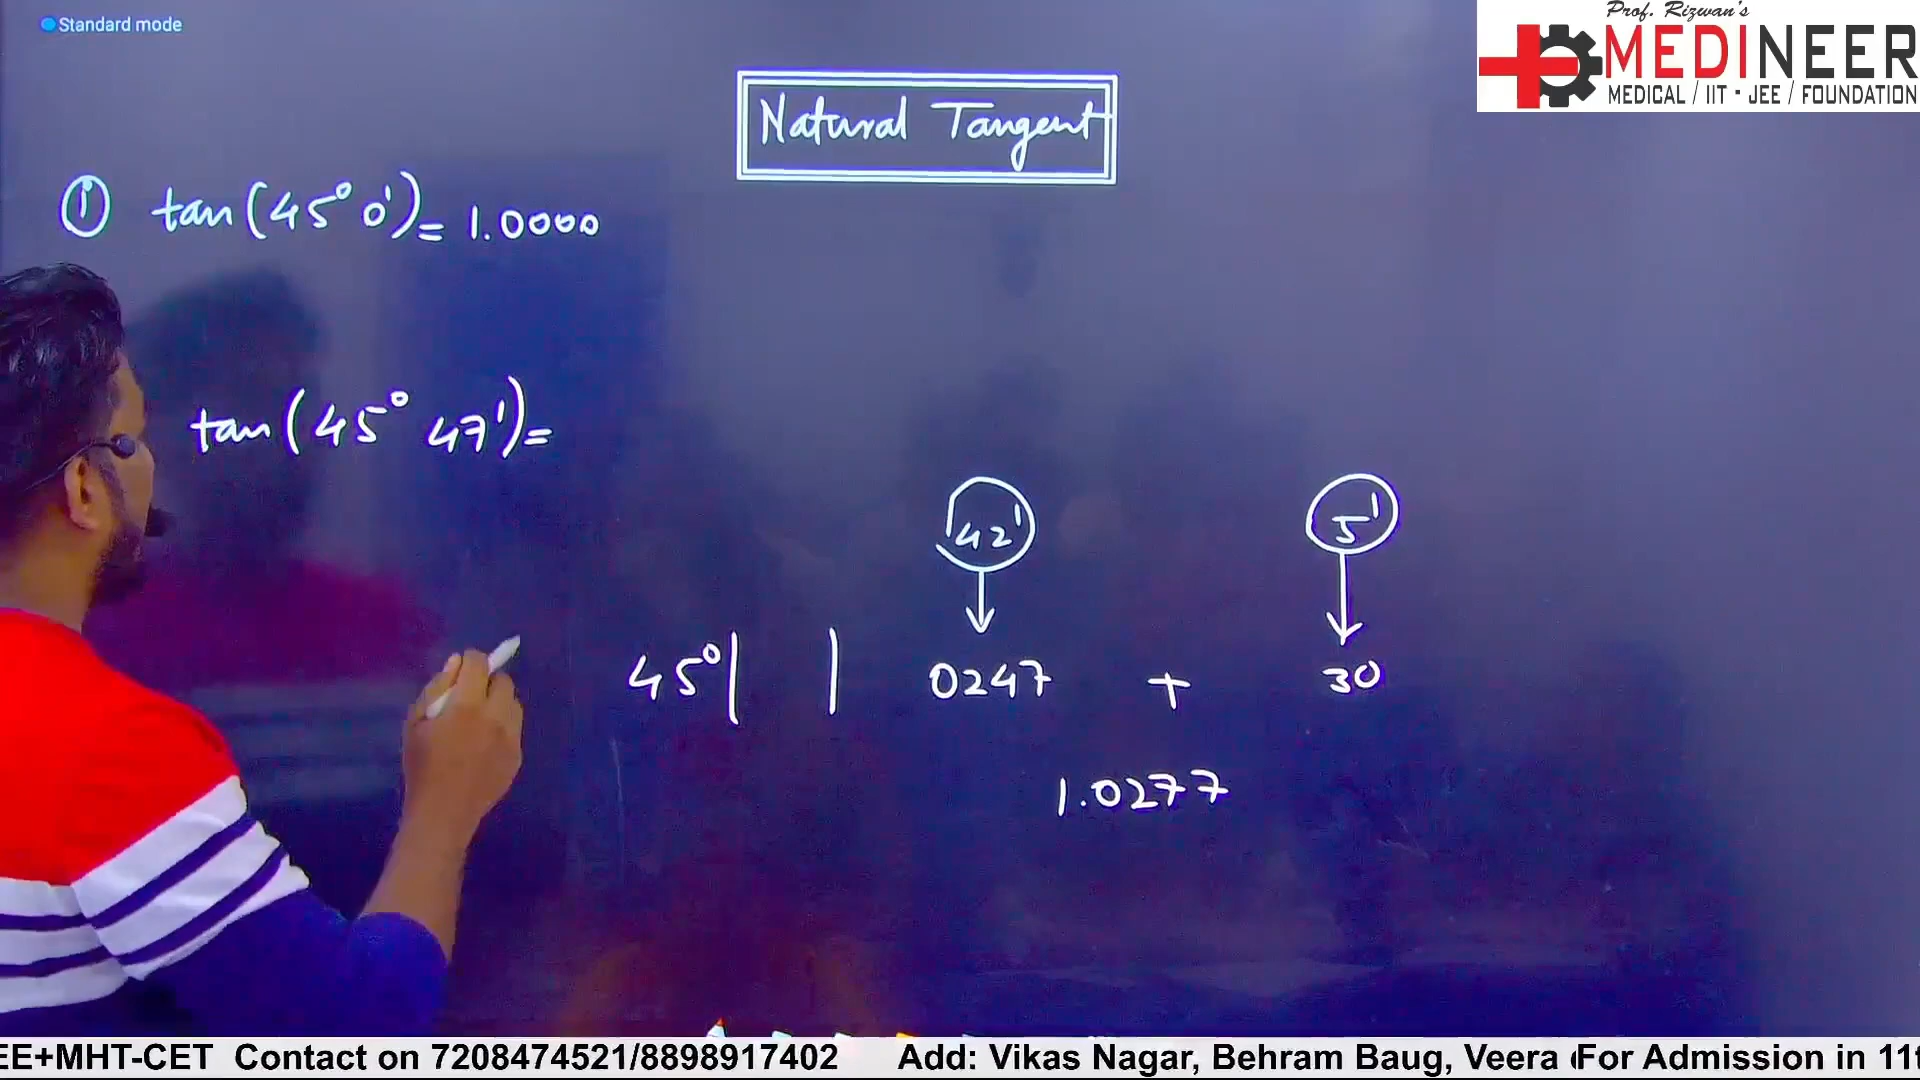 Standard mode
Prof. Rizwan's
MEDINEER
MEDICAL / IIT - JEE / FOUNDATION
Natural Tangent
① tan(45° 0')= 1.0000
tan(45° 47')=
42' 5'
45° | | 0247 + 30
1.0277
EE+MHT-CET Contact on 7208474521/8898917402 Add: Vikas Nagar, Behram Baug, Veera For Admission in 11